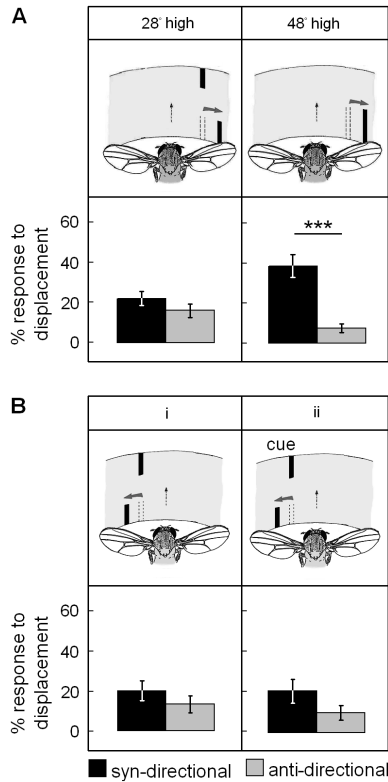 A
28° high
48° high
% response to
displacement
60
40
20
0
***
B
i
ii
cue
% response to
displacement
60
40
20
0
syn-directional
anti-directional